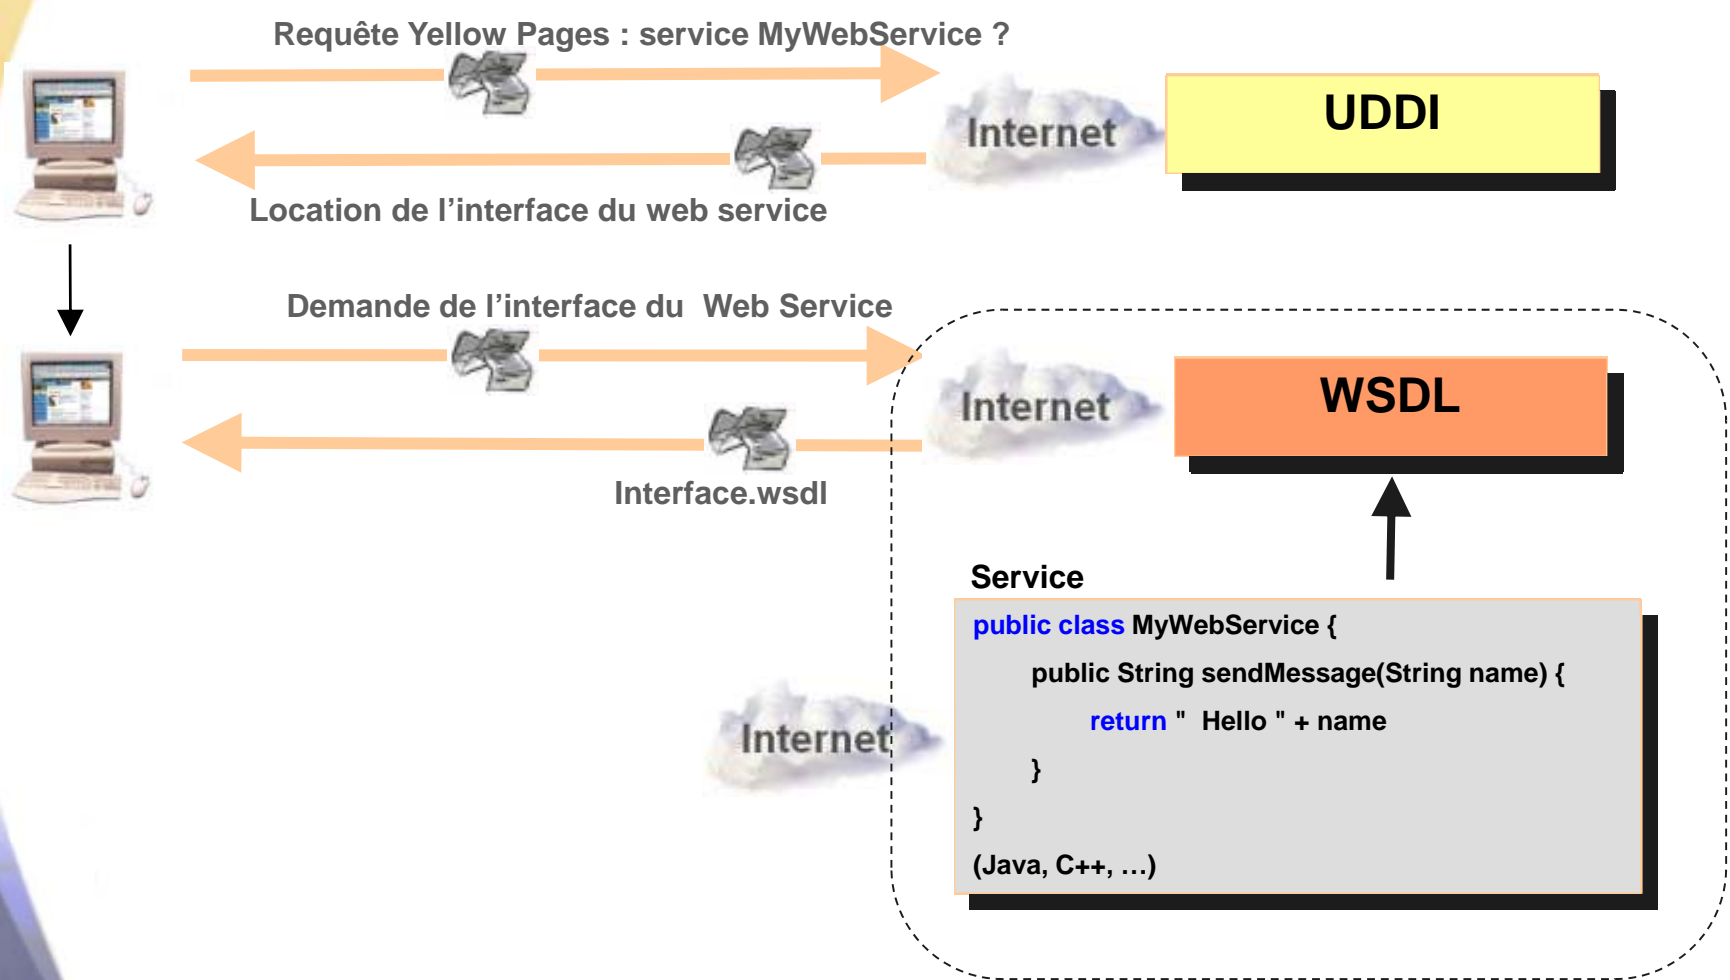 Requête Yellow Pages : service MyWebService ?
Internet
UDDI
Location de l’interface du web service
Demande de l’interface du  Web Service
Internet
WSDL
Interface.wsdl
Service
public class MyWebService {
public String sendMessage(String name) {
return "  Hello " + name
}
}
(Java, C++, …)
Internet